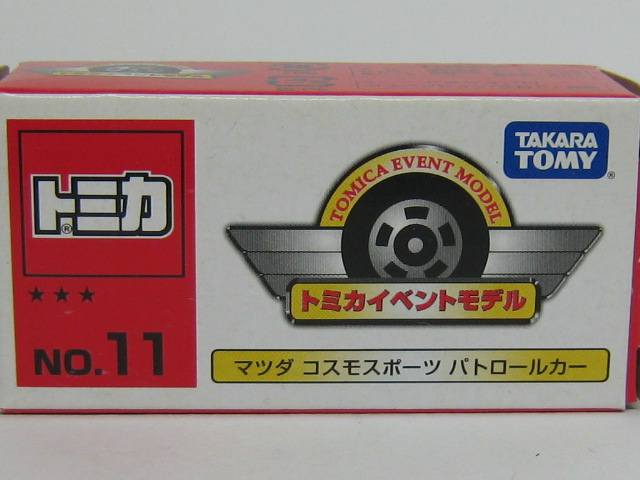 トミカ
®
★★★
NO.11
TOMICA EVENT MODEL
トミカイベントモデル
TAKARA
TOMY
®
マツダ コスモスポーツ パトロールカー